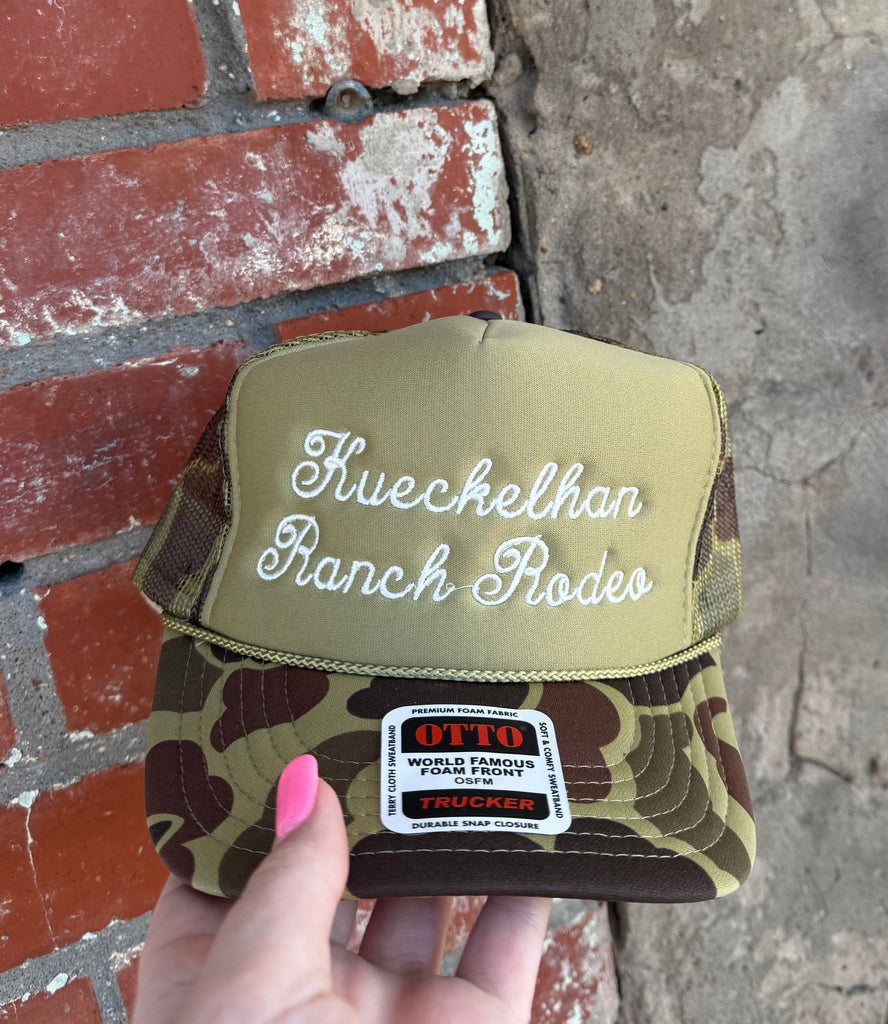 Kueckelhan
Ranch Rodeo
PREMIUM FOAM FABRIC
TERRY CLOTH SWEATBAND
SOFT & COMFY SWEATBAND
OTTO®
WORLD FAMOUS
FOAM FRONT
OSFM
TRUCKER
DURABLE SNAP CLOSURE